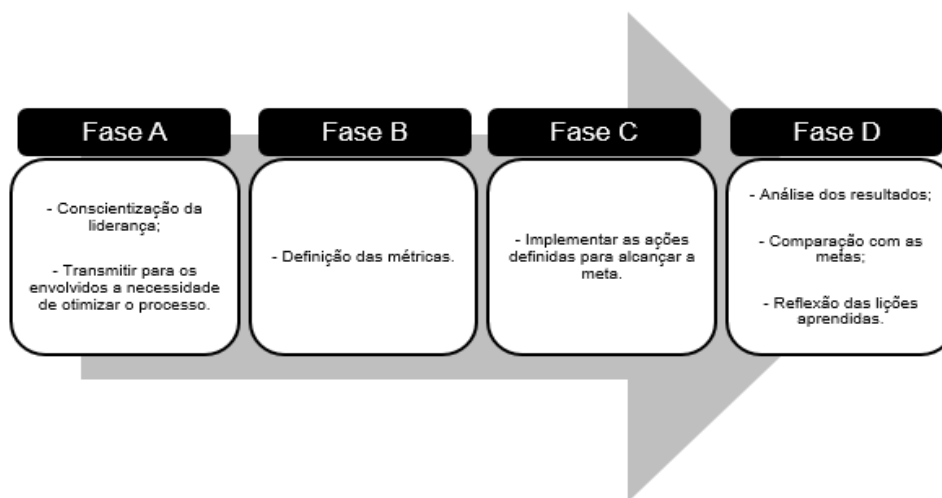 Fase A
- Conscientização da
liderança;
- Transmitir para os
envolvidos a necessidade
de otimizar o processo.
Fase B
- Definição das métricas.
Fase C
- Implementar as ações
definidas para alcançar a
meta.
Fase D
- Análise dos resultados;
- Comparação com as
metas;
- Reflexão das lições
aprendidas.